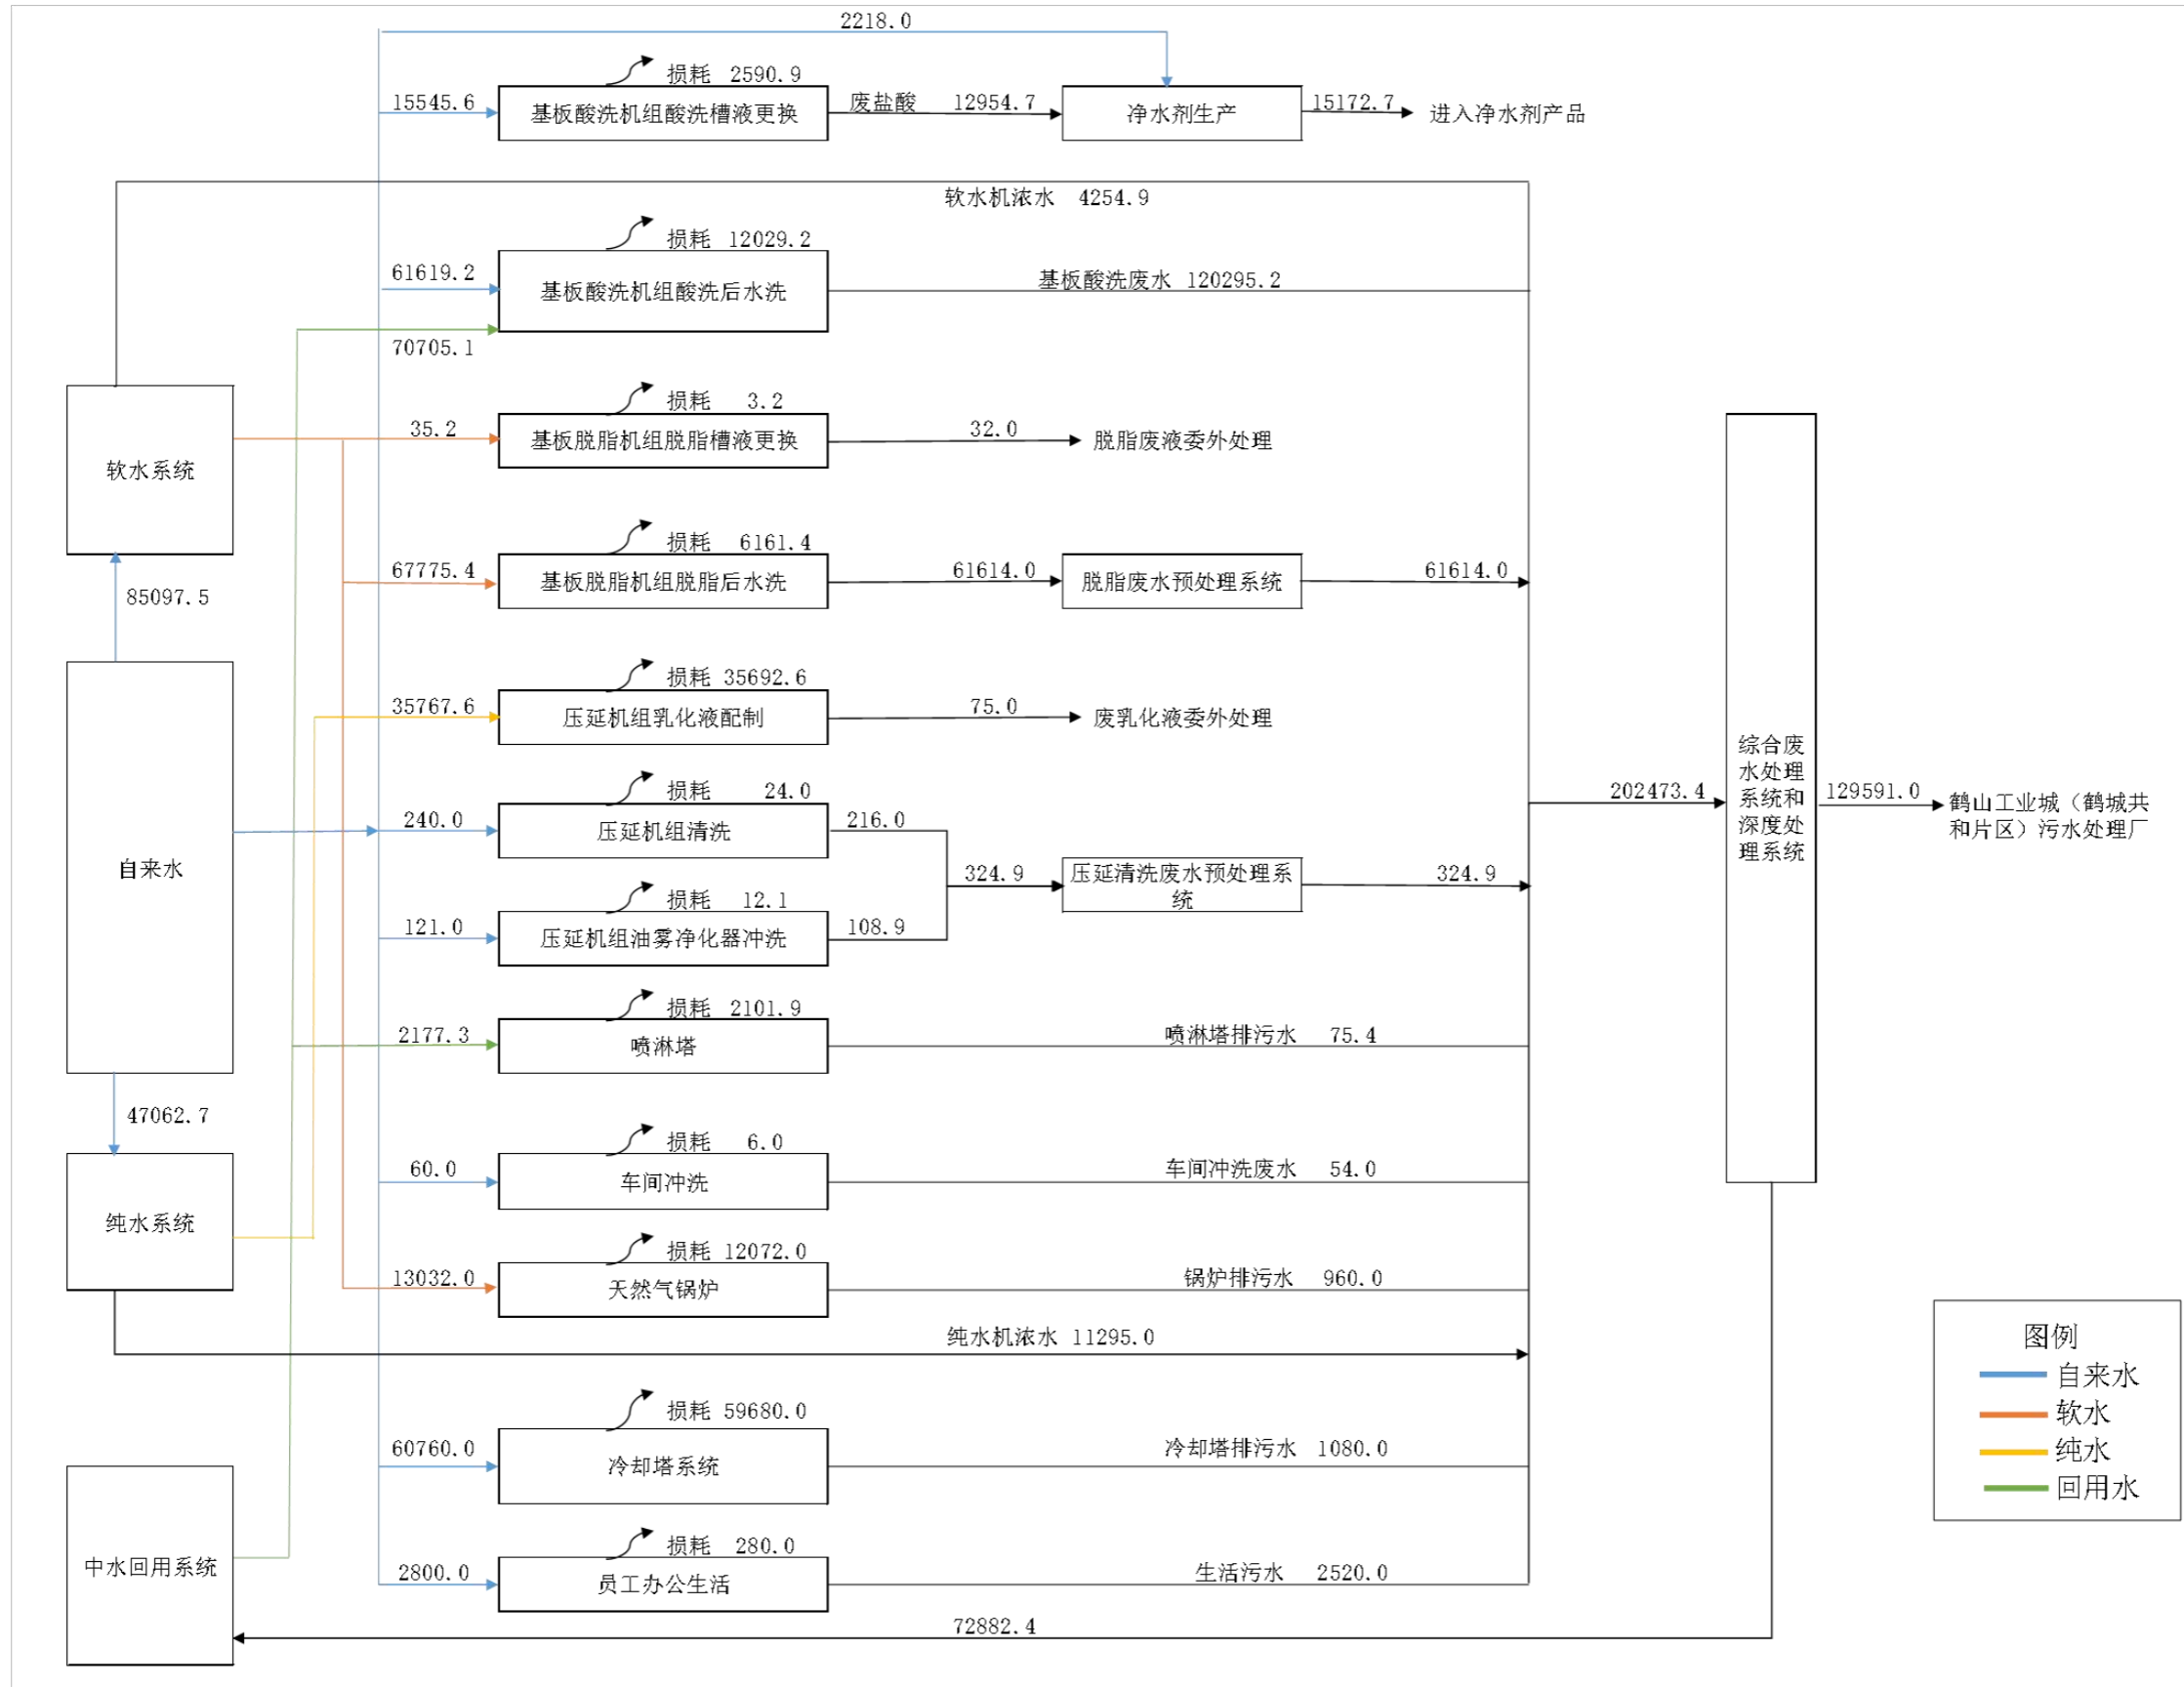 2218.0
损耗 2590.9
15545.6
基板酸洗机组酸洗槽液更换
废盐酸 12954.7
净水剂生产
15172.7
进入净水剂产品
软水机浓水 4254.9
损耗 12029.2
61619.2
基板酸洗机组酸洗后水洗
基板酸洗废水 120295.2
70705.1
损耗 3.2
35.2
基板脱脂机组脱脂槽液更换
32.0
脱脂废液委外处理
软水系统
损耗 6161.4
67775.4
基板脱脂机组脱脂后水洗
61614.0
脱脂废水预处理系统
61614.0
85097.5
损耗 35692.6
35767.6
压延机组乳化液配制
75.0
废乳化液委外处理
损耗 24.0
240.0
压延机组清洗
216.0
自来水
324.9
压延清洗废水预处理系
统
324.9
损耗 12.1
121.0
压延机组油雾净化器冲洗
108.9
202473.4
综合废
水处理
系统和
深度处
理系统
129591.0
鹤山工业城（鹤城共
和片区）污水处理厂
损耗 2101.9
2177.3
喷淋塔
喷淋塔排污水 75.4
47062.7
损耗 6.0
60.0
车间冲洗
车间冲洗废水 54.0
纯水系统
损耗 12072.0
13032.0
天然气锅炉
锅炉排污水 960.0
纯水机浓水 11295.0
损耗 59680.0
60760.0
冷却塔系统
冷却塔排污水 1080.0
中水回用系统
损耗 280.0
2800.0
员工办公生活
生活污水 2520.0
72882.4
图例
自来水
软水
纯水
回用水